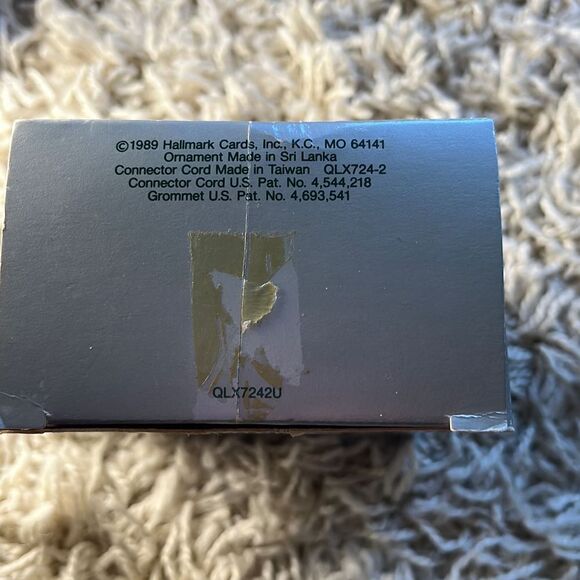 ©1989 Hallmark Cards, Inc., K.C., MO 64141
Ornament Made in Sri Lanka
Connector Cord Made in Taiwan QLX724-2
Connector Cord U.S. Pat. No. 4,544,218
Grommet U.S. Pat. No. 4,693,541
QLX7242U